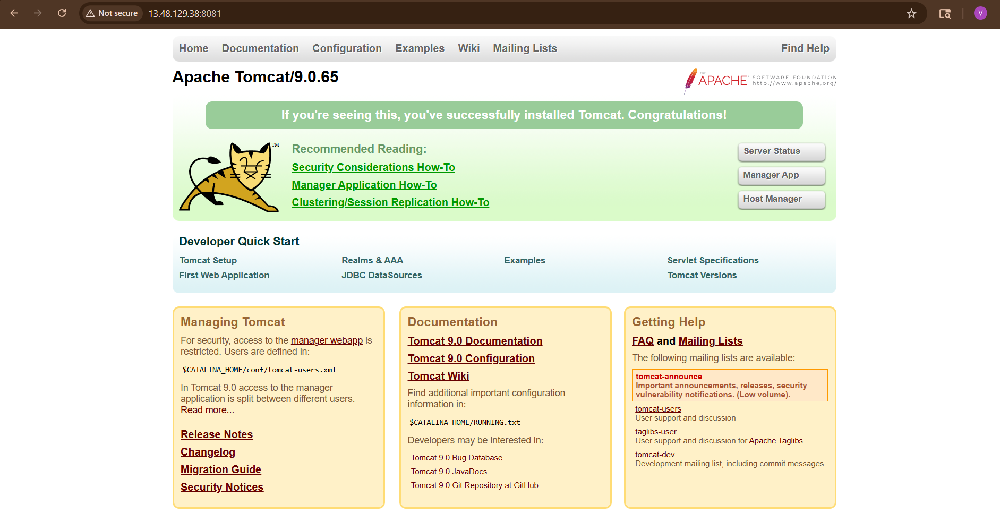 Not secure 13.48.129.38:8081
V
Home Documentation Configuration Examples Wiki Mailing Lists Find Help
Apache Tomcat/9.0.65
THE
APACHE SOFTWARE FOUNDATION
http://www.apache.org/
If you're seeing this, you've successfully installed Tomcat. Congratulations!
TM
Recommended Reading:
Security Considerations How-To
Manager Application How-To
Clustering/Session Replication How-To
Server Status
Manager App
Host Manager
Developer Quick Start
Tomcat Setup
First Web Application
Realms & AAA
JDBC DataSources
Examples
Servlet Specifications
Tomcat Versions
Managing Tomcat
For security, access to the manager webapp is
restricted. Users are defined in:
$CATALINA_HOME/conf/tomcat-users.xml
In Tomcat 9.0 access to the manager
application is split between different users.
Read more...
Release Notes
Changelog
Migration Guide
Security Notices
Documentation
Tomcat 9.0 Documentation
Tomcat 9.0 Configuration
Tomcat Wiki
Find additional important configuration
information in:
$CATALINA_HOME/RUNNING.txt
Developers may be interested in:
Tomcat 9.0 Bug Database
Tomcat 9.0 JavaDocs
Tomcat 9.0 Git Repository at GitHub
Getting Help
FAQ and Mailing Lists
The following mailing lists are available:
tomcat-announce
Important announcements, releases, security
vulnerability notifications. (Low volume).
tomcat-users
User support and discussion
taglibs-user
User support and discussion for Apache Taglibs
tomcat-dev
Development mailing list, including commit messages